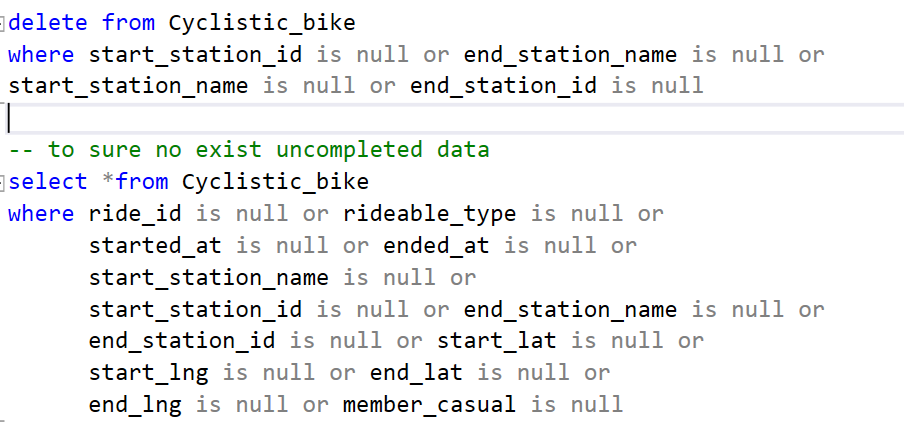 delete from Cyclistic_bike
where start_station_id is null or end_station_name is null or
start_station_name is null or end_station_id is null
-- to sure no exist uncompleted data
select *from Cyclistic_bike
where ride_id is null or rideable_type is null or
started_at is null or ended_at is null or
start_station_name is null or
start_station_id is null or end_station_name is null or
end_station_id is null or start_lat is null or
start_lng is null or end_lat is null or
end_lng is null or member_casual is null